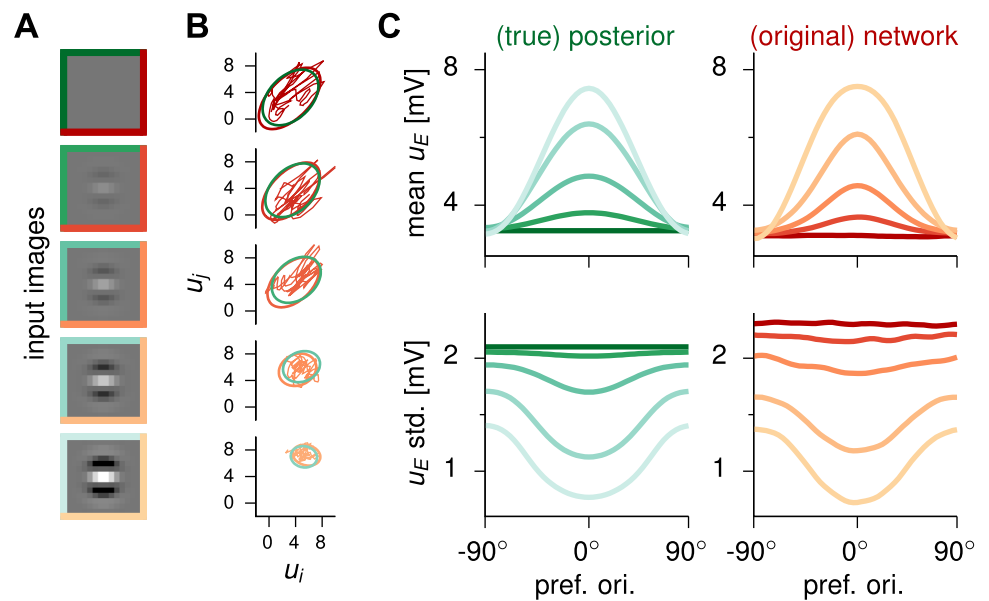 A
B
C
(true) posterior
(original) network
input images
8
4
0
8
4
0
8
4
0
8
4
0
8
4
0
0 4 8
u_j
u_i
mean u_E [mV]
8
4
8
4
u_E std. [mV]
2
1
2
1
-90° 0° 90°
-90° 0° 90°
pref. ori.
pref. ori.